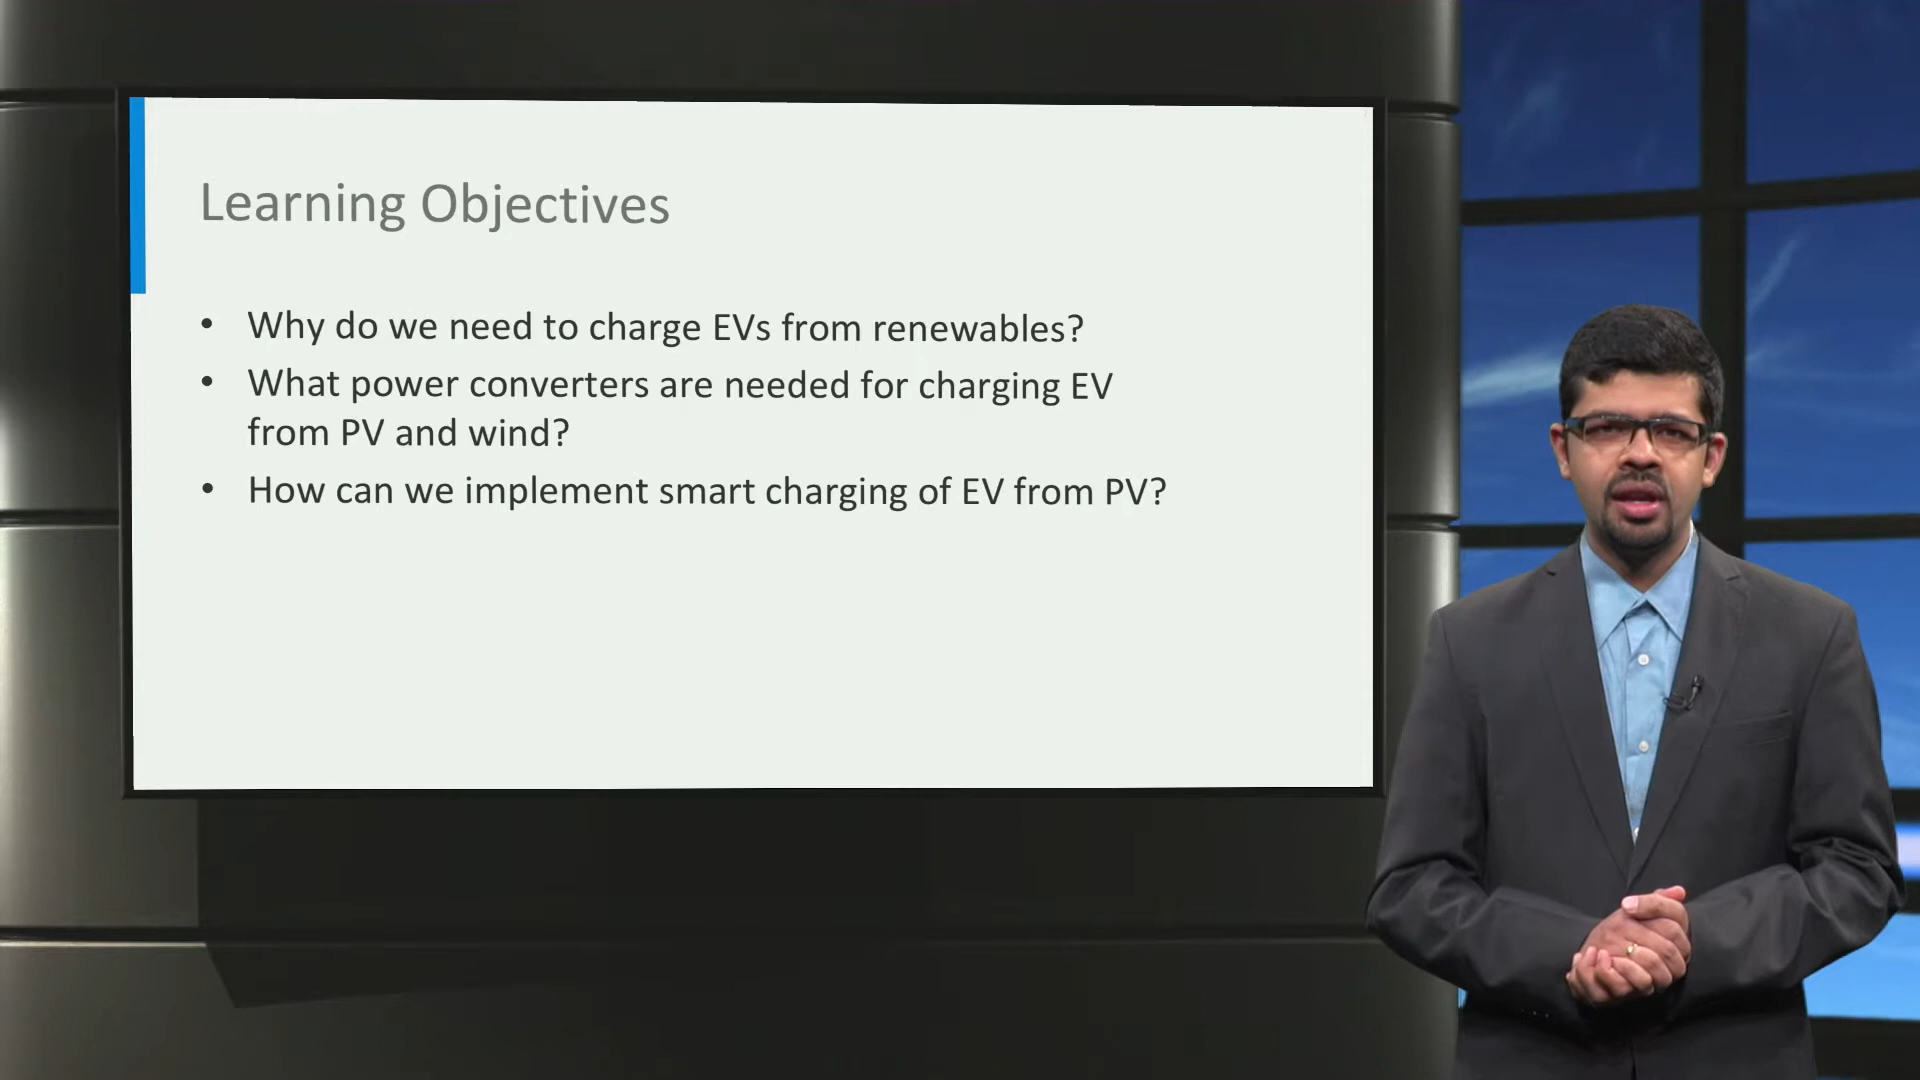 Learning Objectives
• Why do we need to charge EVs from renewables?
• What power converters are needed for charging EV
from PV and wind?
• How can we implement smart charging of EV from PV?